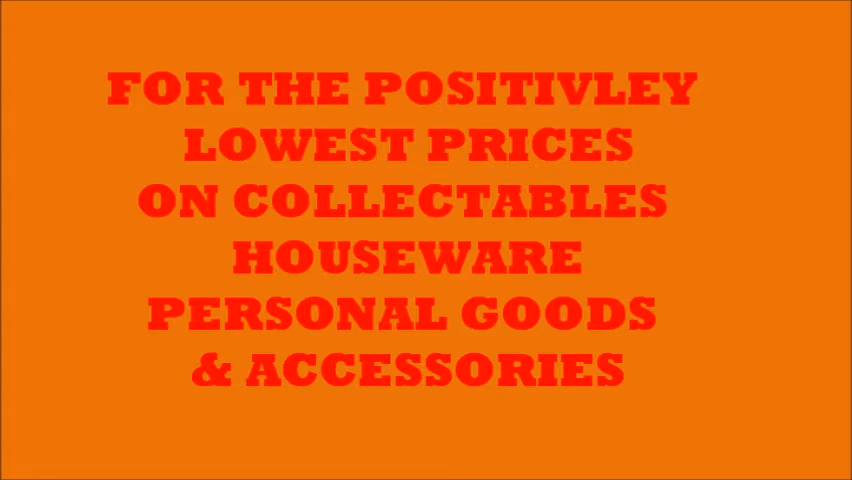 FOR THE POSITIVLEY
LOWEST PRICES
ON COLLECTABLES
HOUSEWARE
PERSONAL GOODS
& ACCESSORIES